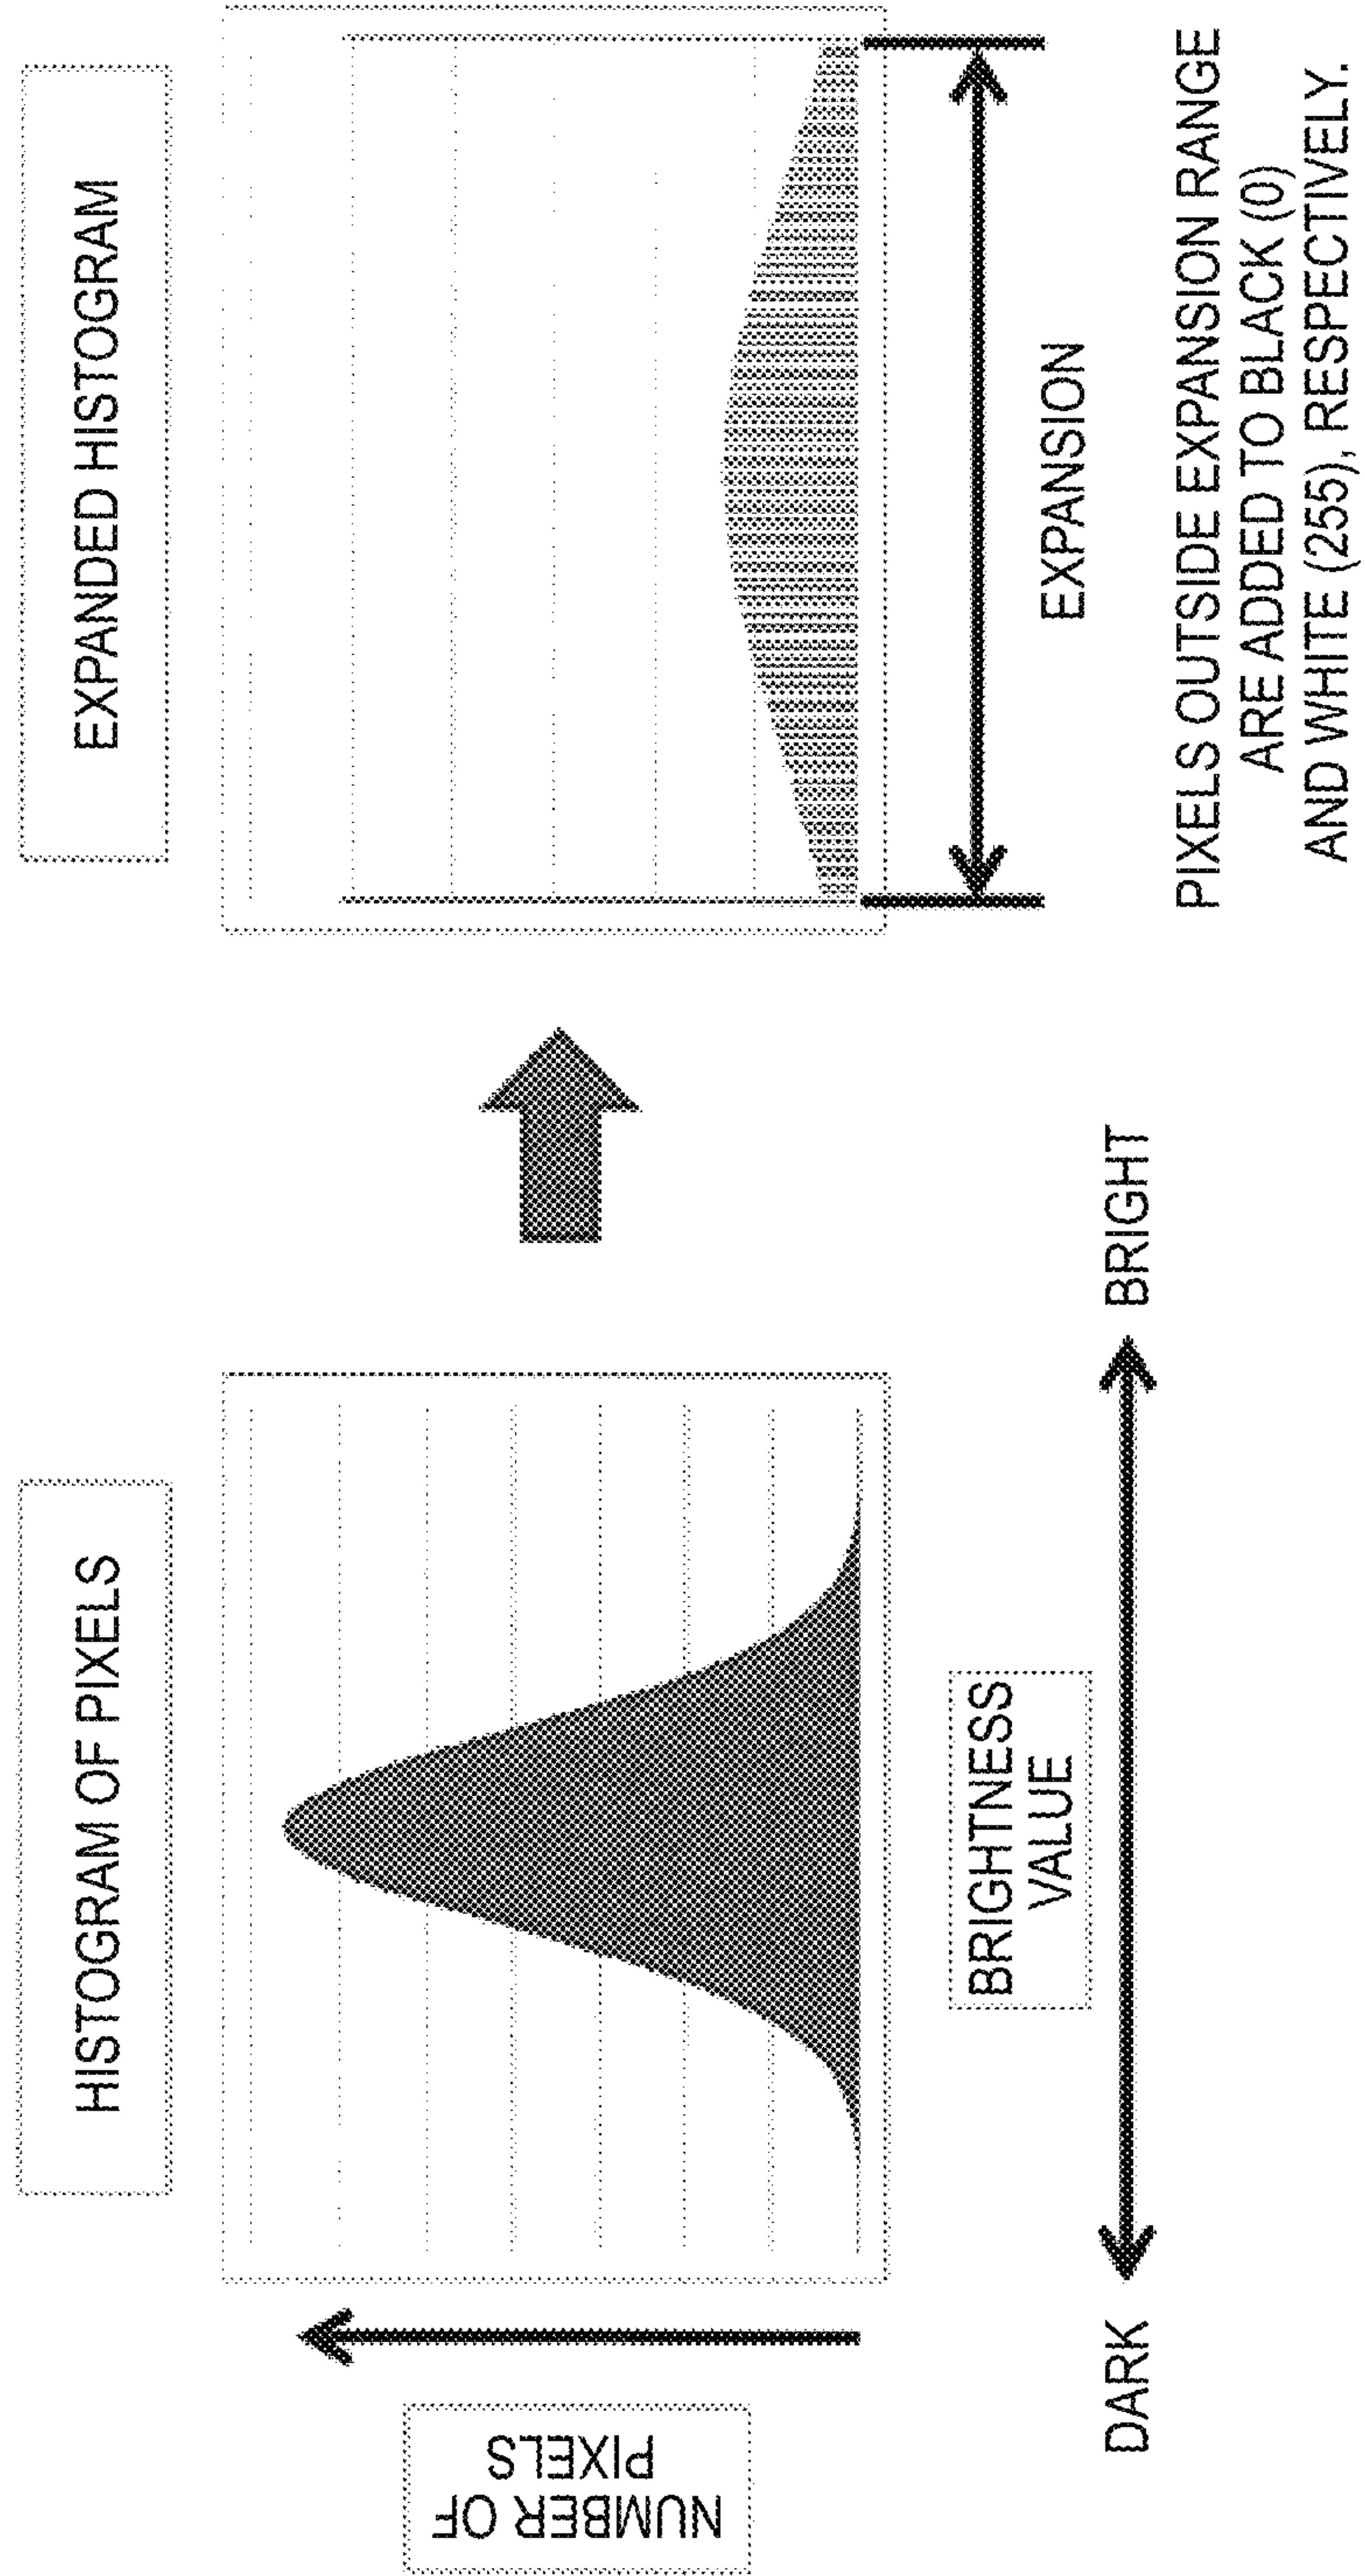 HISTOGRAM OF PIXELS
NUMBER OF
PIXELS
BRIGHTNESS
VALUE
DARK
BRIGHT
EXPANDED HISTOGRAM
EXPANSION
PIXELS OUTSIDE EXPANSION RANGE
ARE ADDED TO BLACK (0)
AND WHITE (255), RESPECTIVELY.